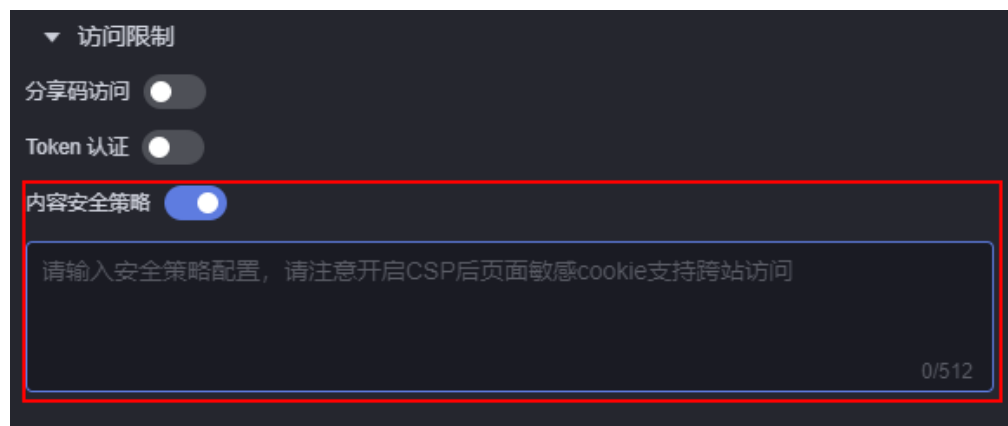 访问限制
分享码访问
Token 认证
内容安全策略
请输入安全策略配置，请注意开启CSP后页面敏感cookie支持跨站访问
0/512